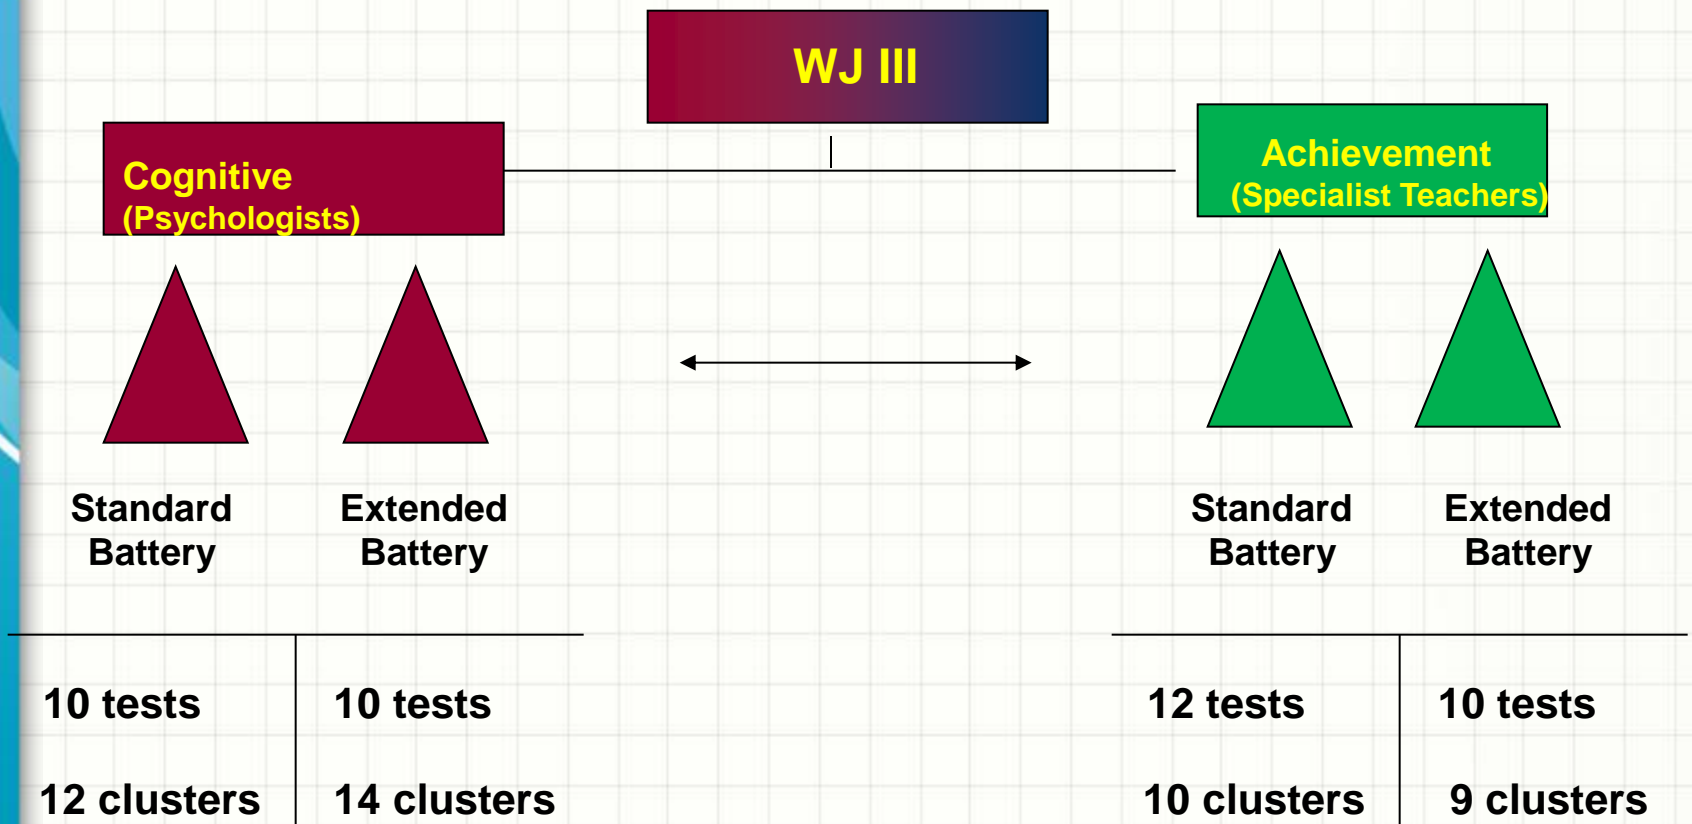 WJ III
Cognitive
(Psychologists)
Achievement
(Specialist Teachers)
Standard
Battery
Extended
Battery
Standard
Battery
Extended
Battery
10 tests
10 tests
12 tests
10 tests
12 clusters
14 clusters
10 clusters
9 clusters